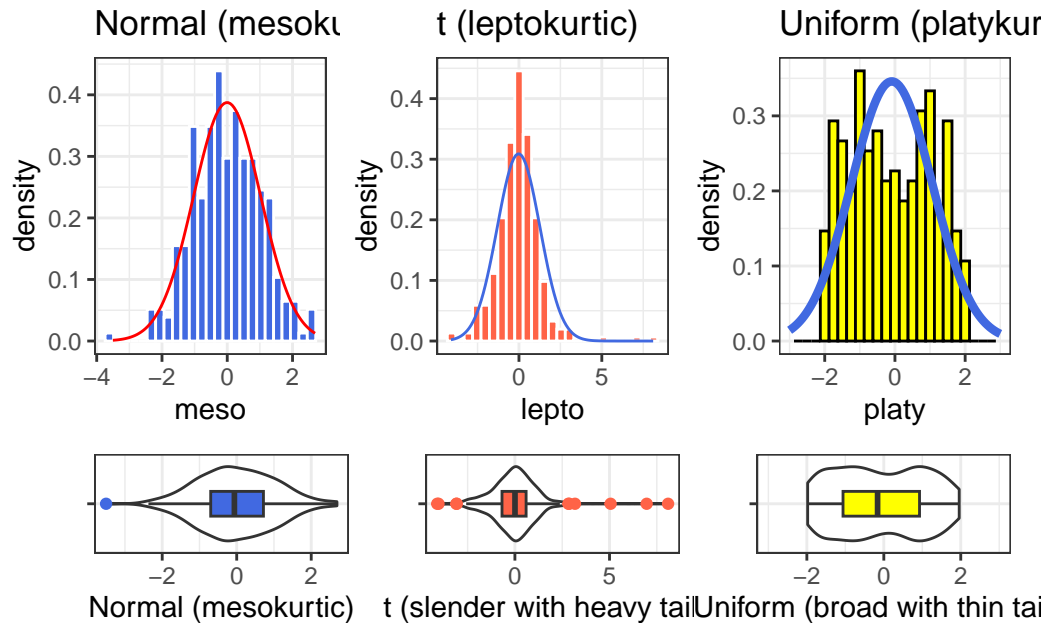 Normal (mesoku
t (leptokurtic)
Uniform (platykur
density
0.4
0.3
0.2
0.1
0.0
−4 −2 0 2
meso
density
0.4
0.3
0.2
0.1
0.0
0 5
lepto
density
0.3
0.2
0.1
0.0
−2 0 2
platy
−2 0 2
Normal (mesokurtic)
0 5
t (slender with heavy tail
−2 0 2
Uniform (broad with thin tai